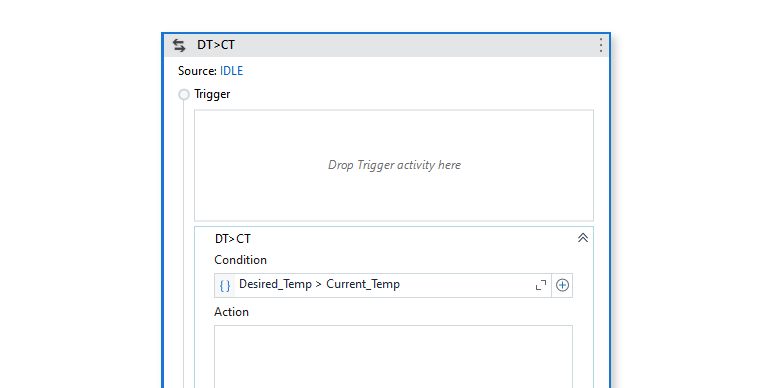 DT>CT
Source: IDLE
Trigger
Drop Trigger activity here
DT>CT
Condition
{ } Desired_Temp > Current_Temp
Action